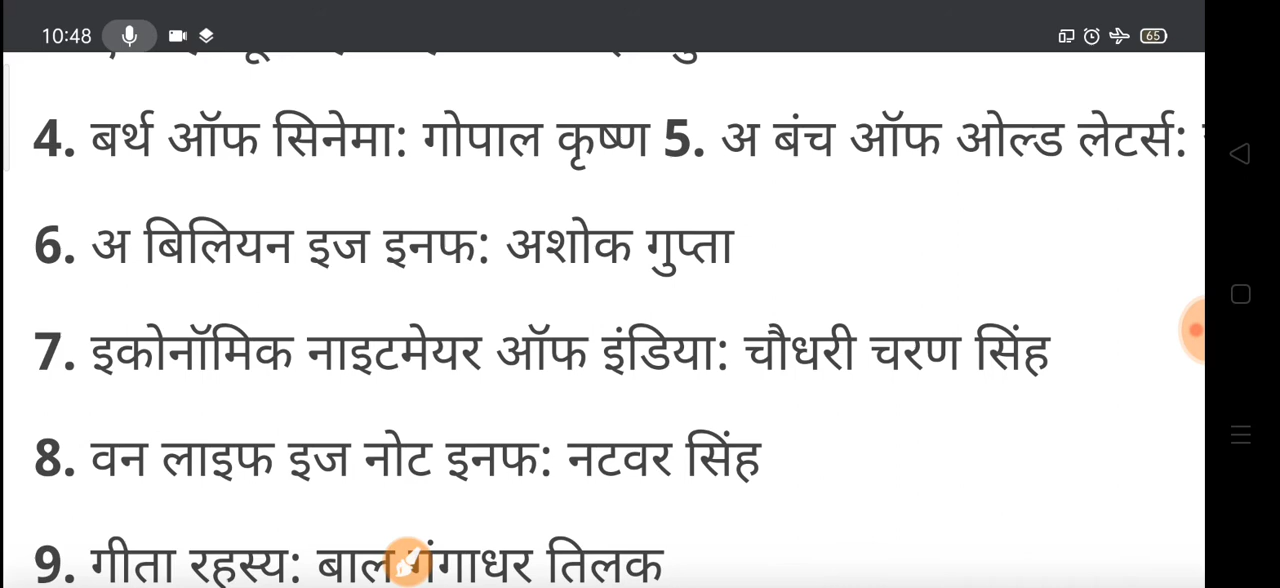 10:48 65
4. बर्थ ऑफ सिनेमा: गोपाल कृष्ण 5. अ बंच ऑफ ओल्ड लेटर्स:
6. अ बिलियन इज इनफ: अशोक गुप्ता
7. इकोनॉमिक नाइटमेयर ऑफ इंडिया: चौधरी चरण सिंह
8. वन लाइफ इज नोट इनफ: नटवर सिंह
9. गीता रहस्य: बाल गंगाधर तिलक